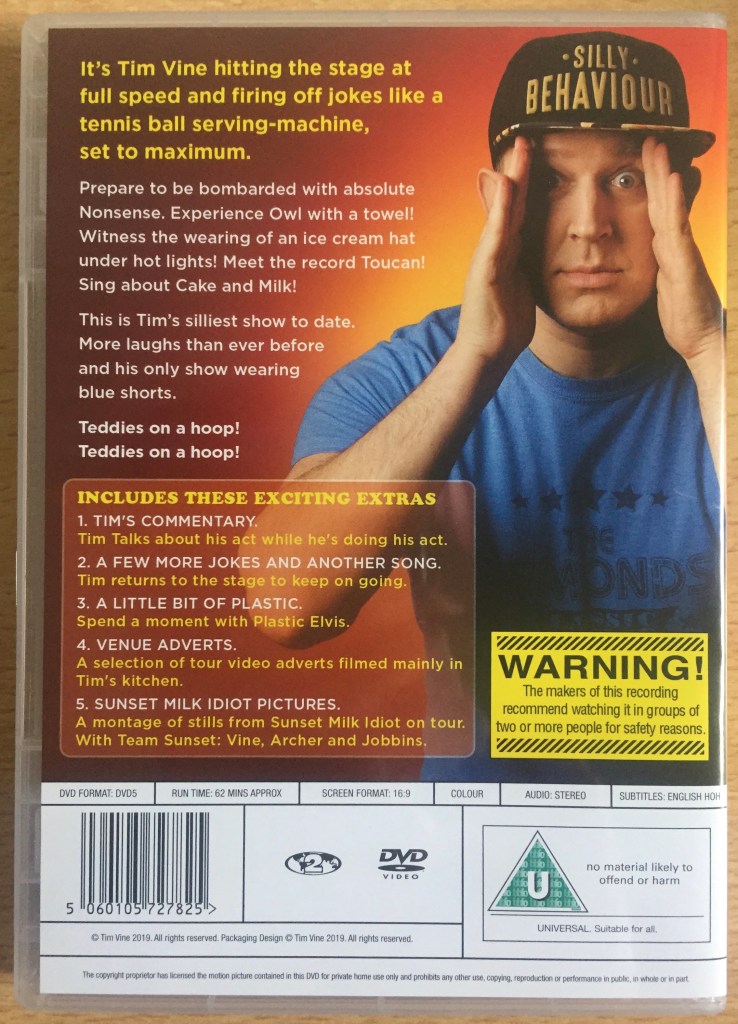 It's Tim Vine hitting the stage at
full speed and firing off jokes like a
tennis ball serving-machine,
set to maximum.
Prepare to be bombarded with absolute
Nonsense. Experience Owl with a towel!
Witness the wearing of an ice cream hat
under hot lights! Meet the record Toucan!
Sing about Cake and Milk!
This is Tim's silliest show to date.
More laughs than ever before
and his only show wearing
blue shorts.
Teddies on a hoop!
Teddies on a hoop!
·SILLY·
BEHAVIOUR
INCLUDES THESE EXCITING EXTRAS
1. TIM'S COMMENTARY.
Tim Talks about his act while he's doing his act.
2. A FEW MORE JOKES AND ANOTHER SONG.
Tim returns to the stage to keep on going.
3. A LITTLE BIT OF PLASTIC.
Spend a moment with Plastic Elvis.
4. VENUE ADVERTS.
A selection of tour video adverts filmed mainly in
Tim's kitchen.
5. SUNSET MILK IDIOT PICTURES.
A montage of stills from Sunset Milk Idiot on tour.
With Team Sunset: Vine, Archer and Jobbins.
WARNING!
The makers of this recording
recommend watching it in groups of
two or more people for safety reasons.
DVD FORMAT: DVD5
RUN TIME: 62 MINS APPROX
SCREEN FORMAT: 16:9
COLOUR
AUDIO: STEREO
SUBTITLES: ENGLISH HOH
5 060105 727825 >
2
DVD
VIDEO
U
no material likely to
offend or harm
UNIVERSAL. Suitable for all.
© Tim Vine 2019. All rights reserved. Packaging Design © Tim Vine 2019. All rights reserved.
The copyright proprietor has licensed the motion picture contained in this DVD for private home use only and prohibits any other use, copying, reproduction or performance in public, in whole or in part.